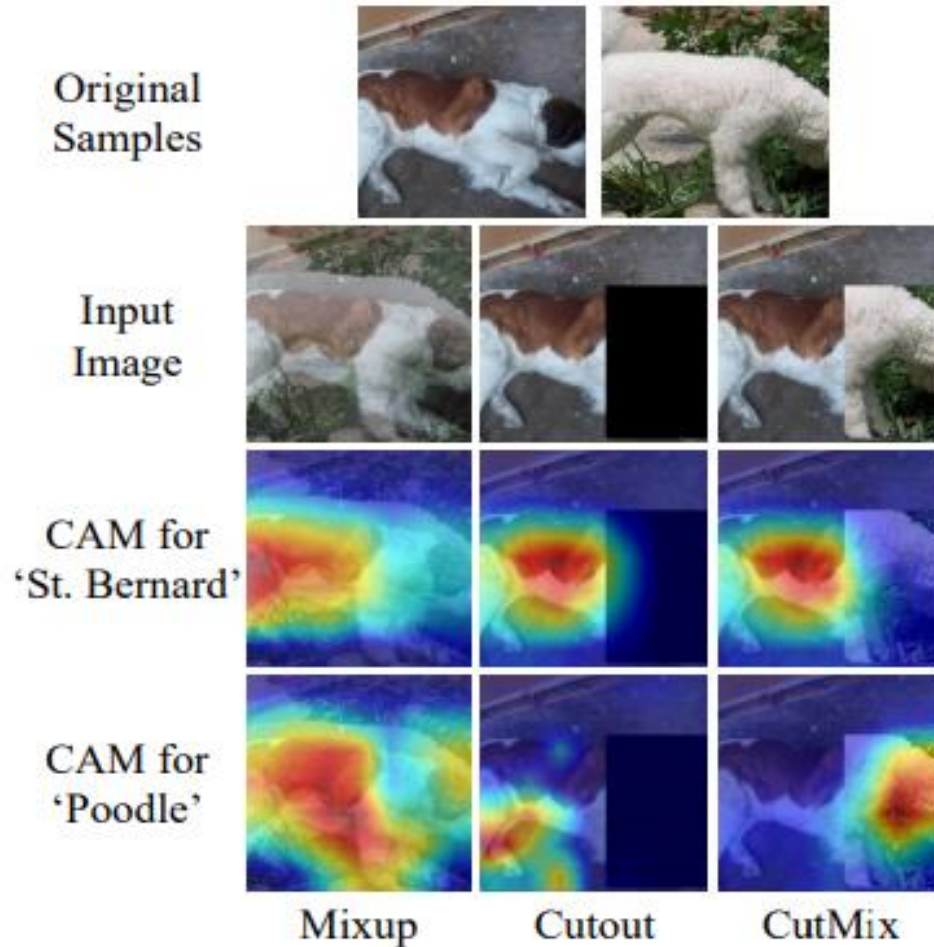 Original
Samples
Input
Image
CAM for
‘St. Bernard’
CAM for
‘Poodle’
Mixup Cutout CutMix